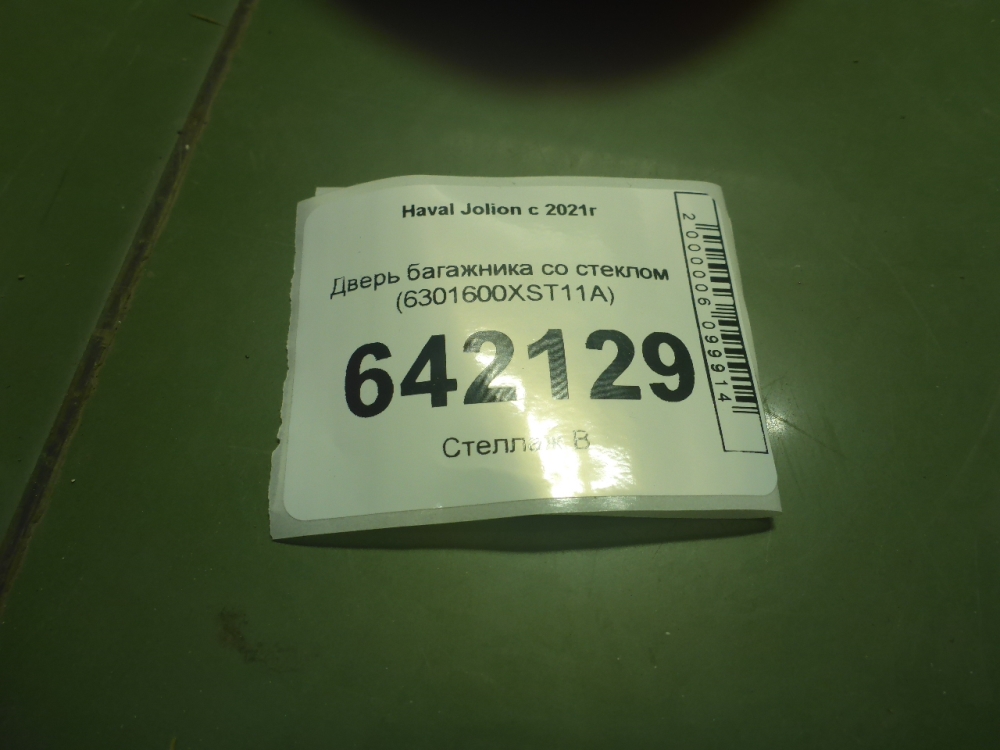 Haval Jolion с 2021г
Дверь багажника со стеклом
(6301600XST11A)
642129
Стеллаж В
2000006099914